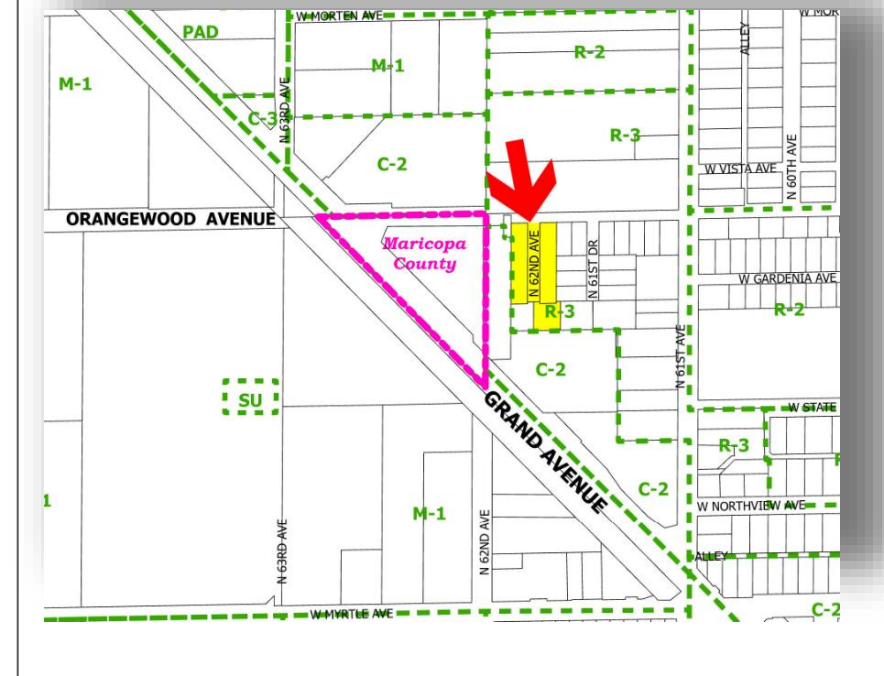 W MORTEN AVE
W MOR
PAD
M-1
R-2
ALLEY
M-1
C-3
N 63RD AVE
R-3
C-2
W VISTA AVE
N 60TH AVE
ORANGEWOOD AVENUE
Maricopa
County
N 62ND AVE
N 61ST DR
W GARDENIA AVE
R-3
R-2
N 61ST AVE
C-2
SU
GRAND AVENUE
W STATE
R-3
C-2
1
M-1
W NORTHVIEW AVE
N 63RD AVE
N 62ND AVE
ALLEY
W MYRTLE AVE
C-2